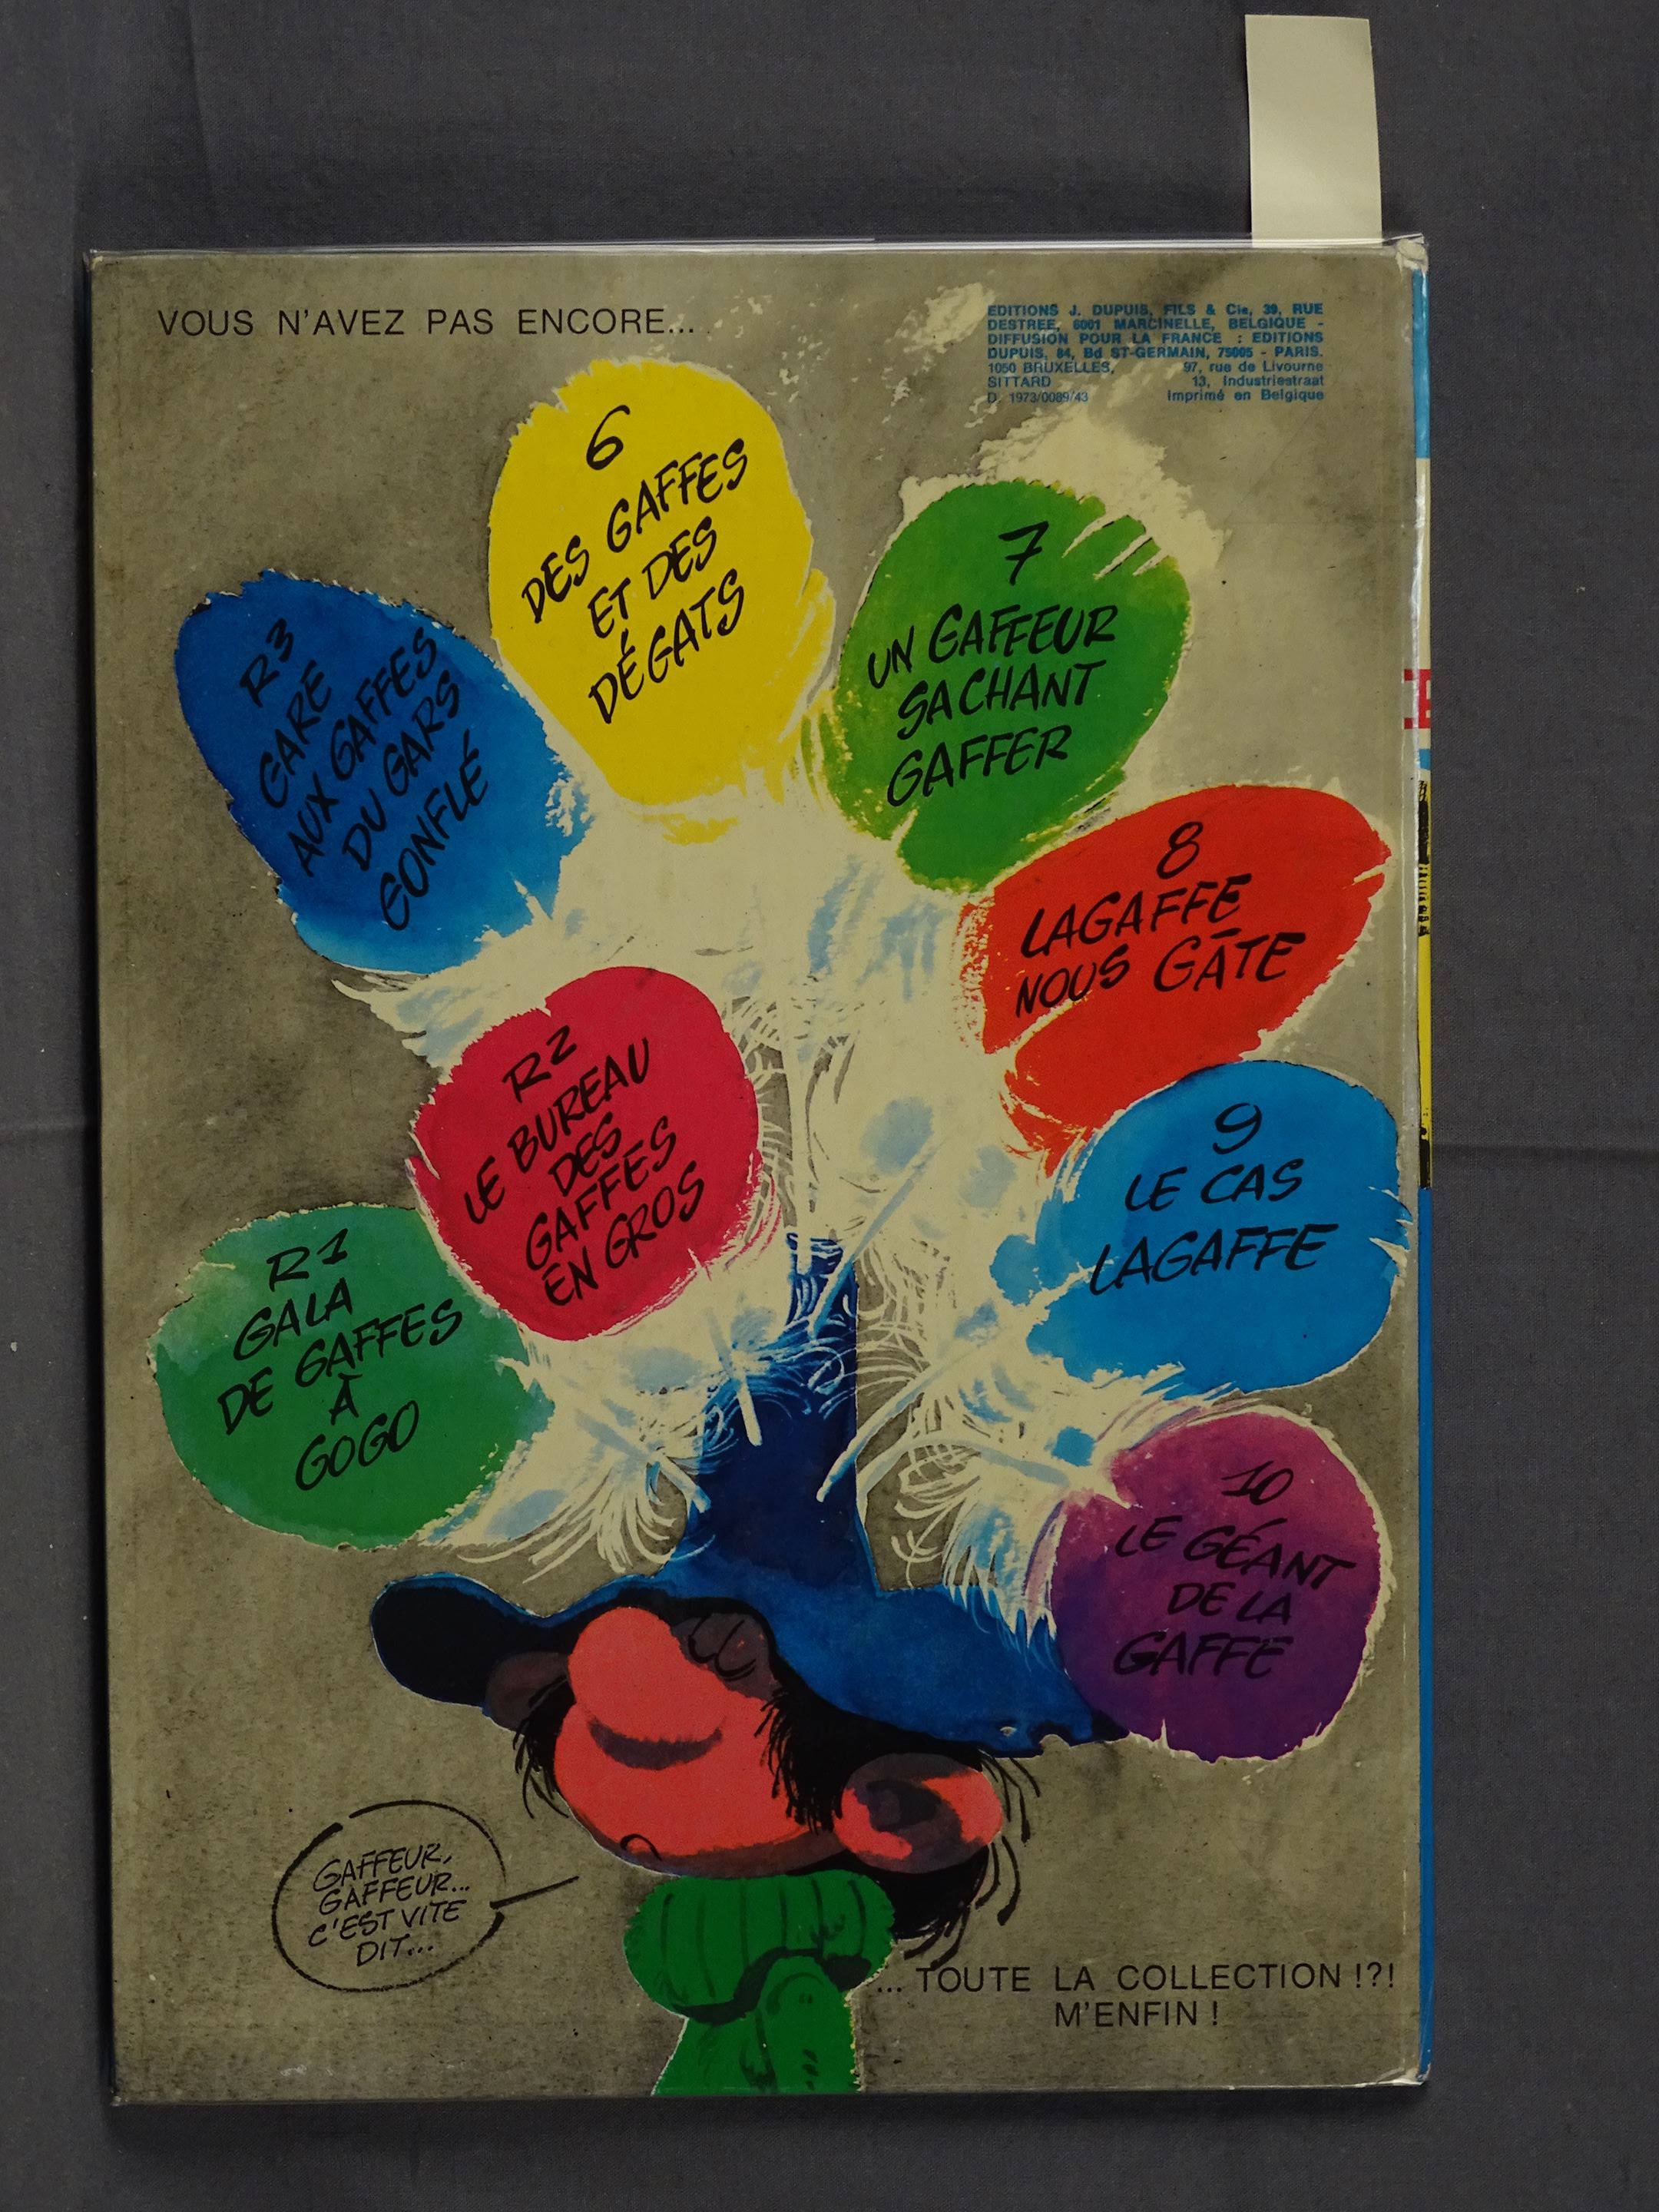 VOUS N'AVEZ PAS ENCORE...
EDITIONS J. DUPUIS, FILS & Cie, 39, RUE
DESTREE, 6001 MARCINELLE, BELGIQUE -
DIFFUSION POUR LA FRANCE : EDITIONS
DUPUIS, 84, Bd ST-GERMAIN, 75005 - PARIS.
1050 BRUXELLES, 97, rue de Livourne
SITTARD 13, Industriestraat
D. 1973/0089/43 Imprimé en Belgique
6
DES GAFFES
ET DES
DÉGATS
7
UN GAFFEUR
SACHANT
GAFFER
R3
GARE
AUX GAFFES
DU GARS
GONFLÉ
8
LAGAFFE
NOUS GÂTE
R2
LE BUREAU
DES
GAFFES
EN GROS
9
LE CAS
LAGAFFE
R1
GALA
DE GAFFES
À
GOGO
10
LE GÉANT
DE LA
GAFFE
GAFFEUR,
GAFFEUR...
C'EST VITE
DIT...
... TOUTE LA COLLECTION !?!
M'ENFIN !